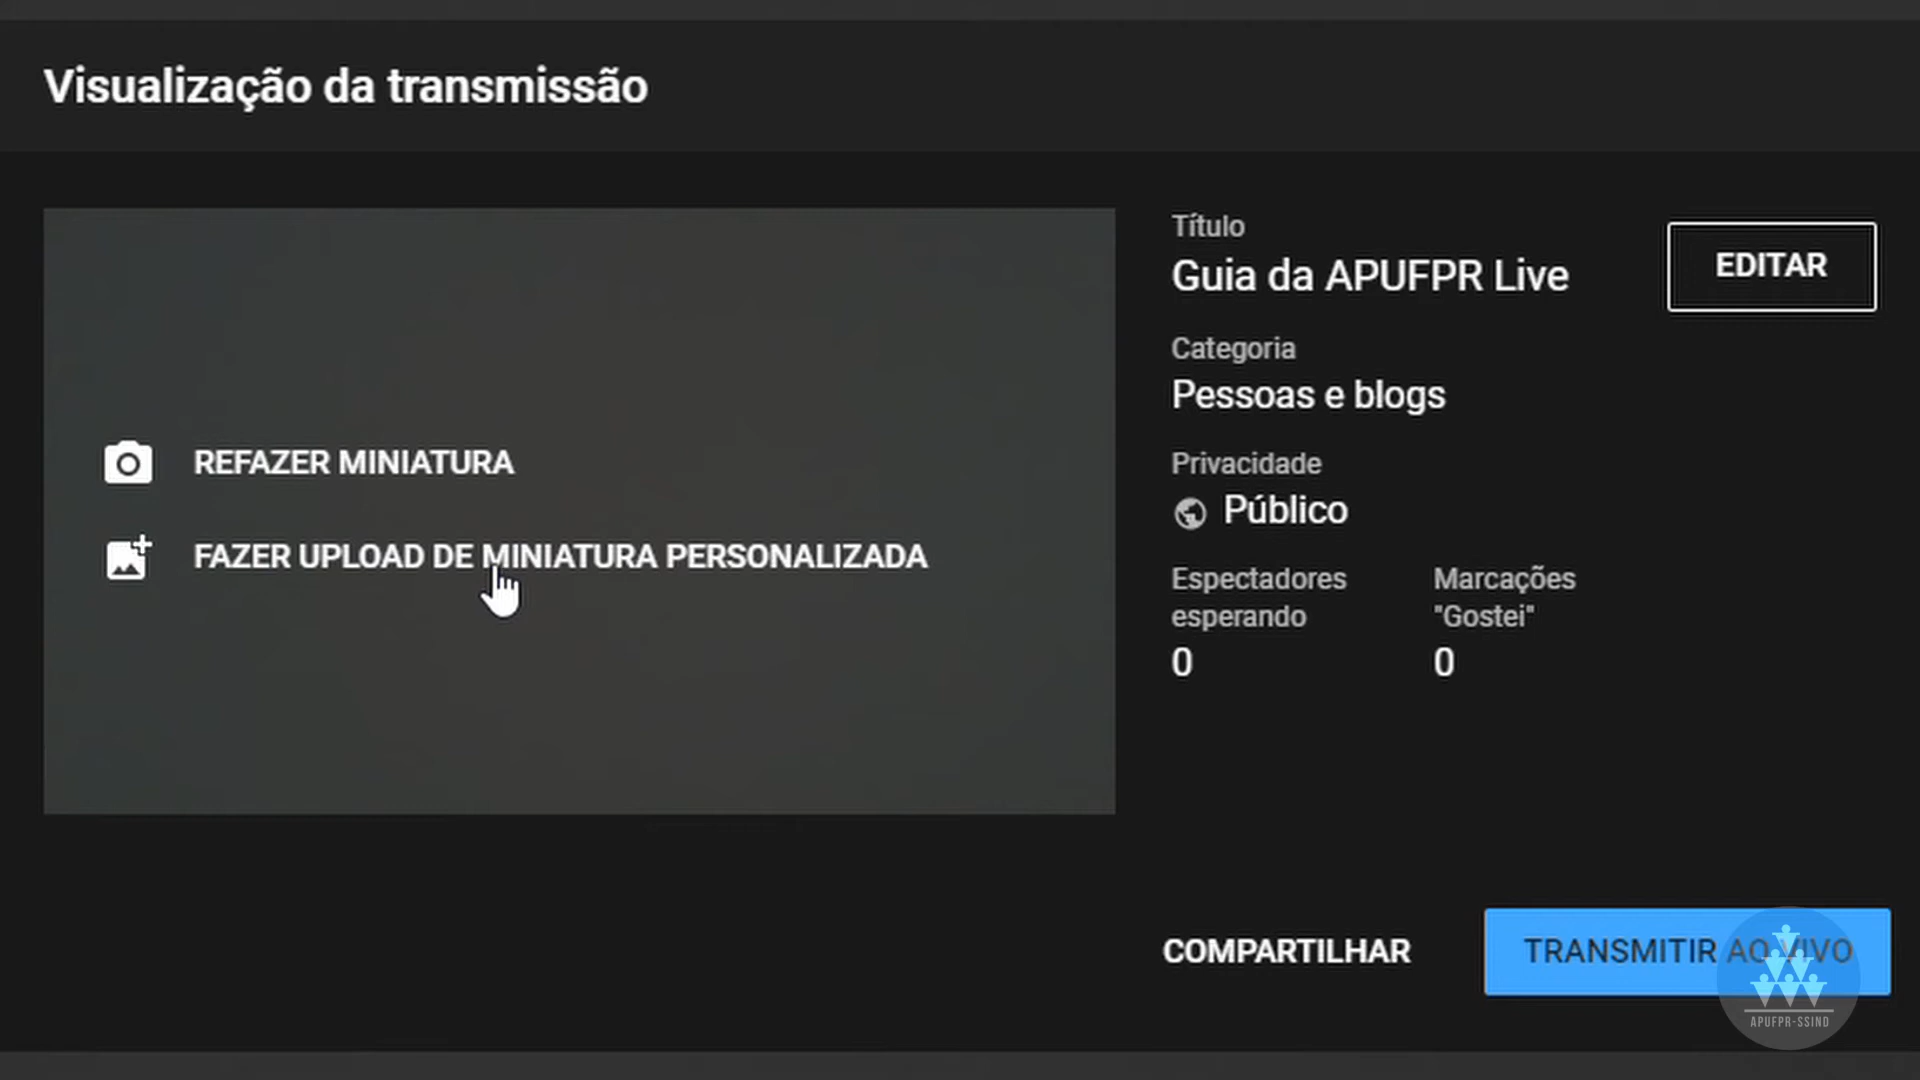 Visualização da transmissão
REFAZER MINIATURA
FAZER UPLOAD DE MINIATURA PERSONALIZADA
Título
Guia da APUFPR Live
EDITAR
Categoria
Pessoas e blogs
Privacidade
Público
Espectadores
esperando
0
Marcações
"Gostei"
0
COMPARTILHAR
TRANSMITIR AO VIVO
APUFPR-SSIND